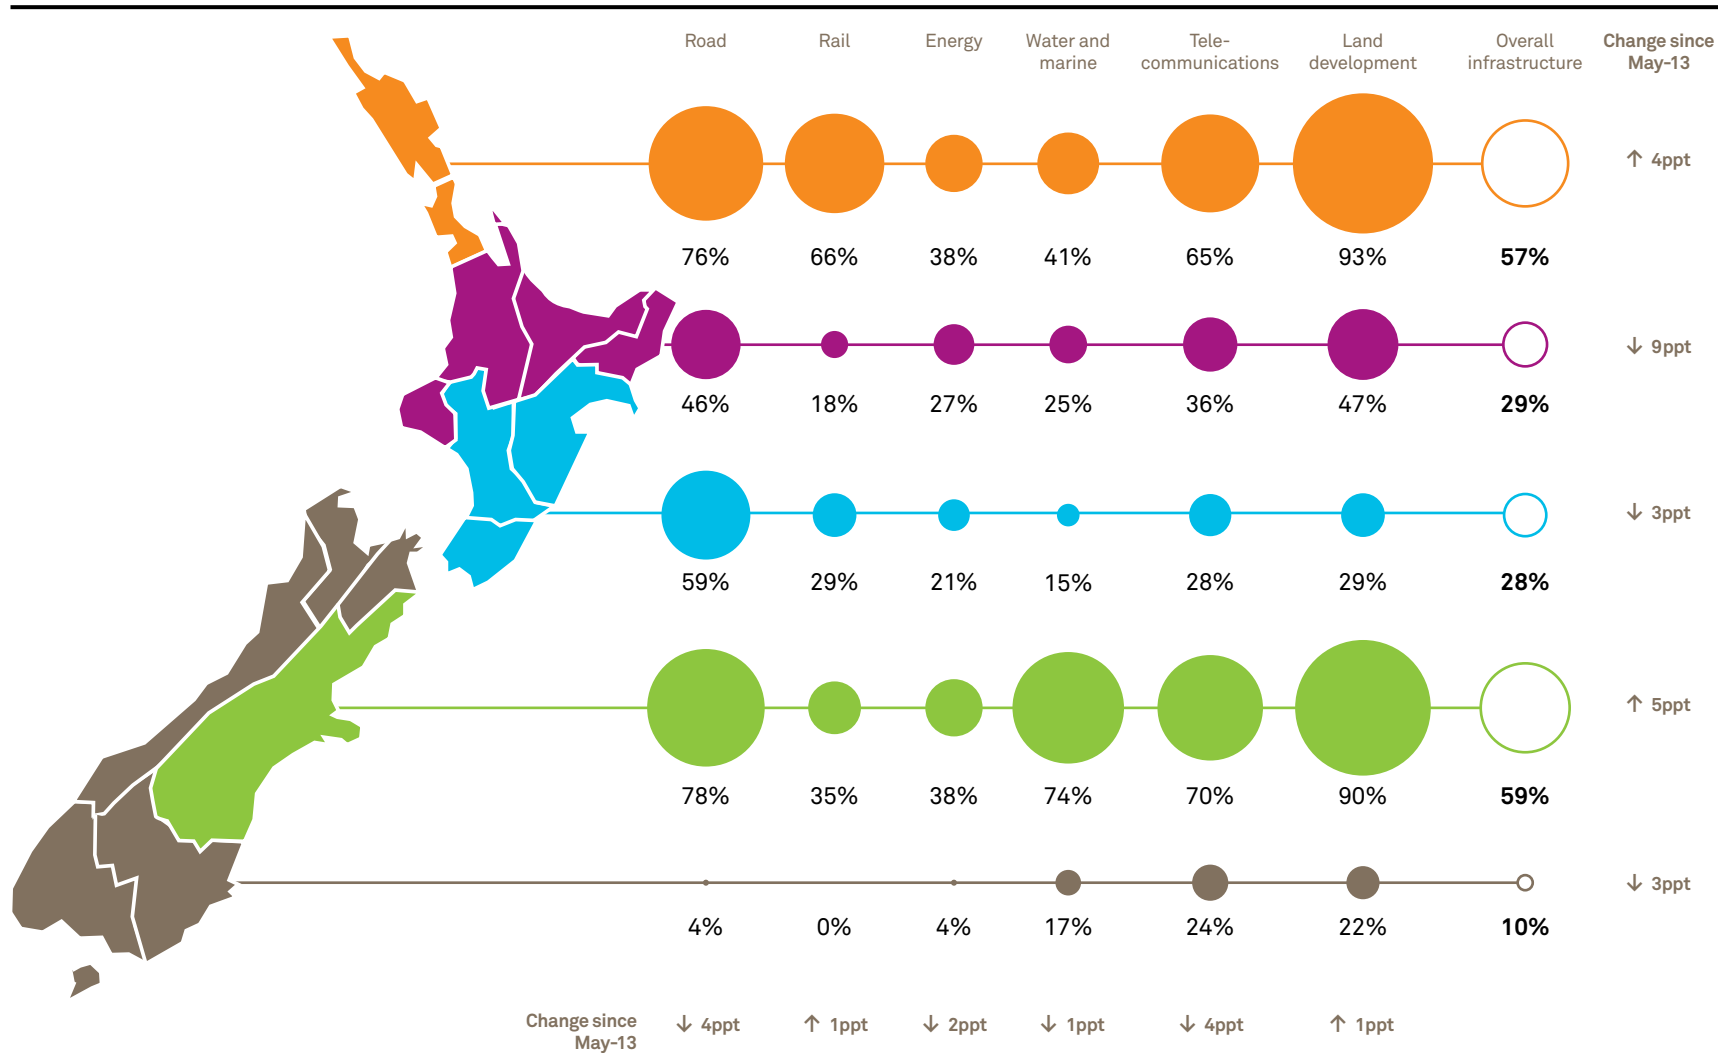 Road Rail Energy Water and marine Tele-communications Land development Overall infrastructure Change since May-13
↑ 4ppt
76% 66% 38% 41% 65% 93% 57%
↓ 9ppt
46% 18% 27% 25% 36% 47% 29%
↓ 3ppt
59% 29% 21% 15% 28% 29% 28%
↑ 5ppt
78% 35% 38% 74% 70% 90% 59%
↓ 3ppt
4% 0% 4% 17% 24% 22% 10%
Change since May-13 ↓ 4ppt ↑ 1ppt ↓ 2ppt ↓ 1ppt ↓ 4ppt ↑ 1ppt